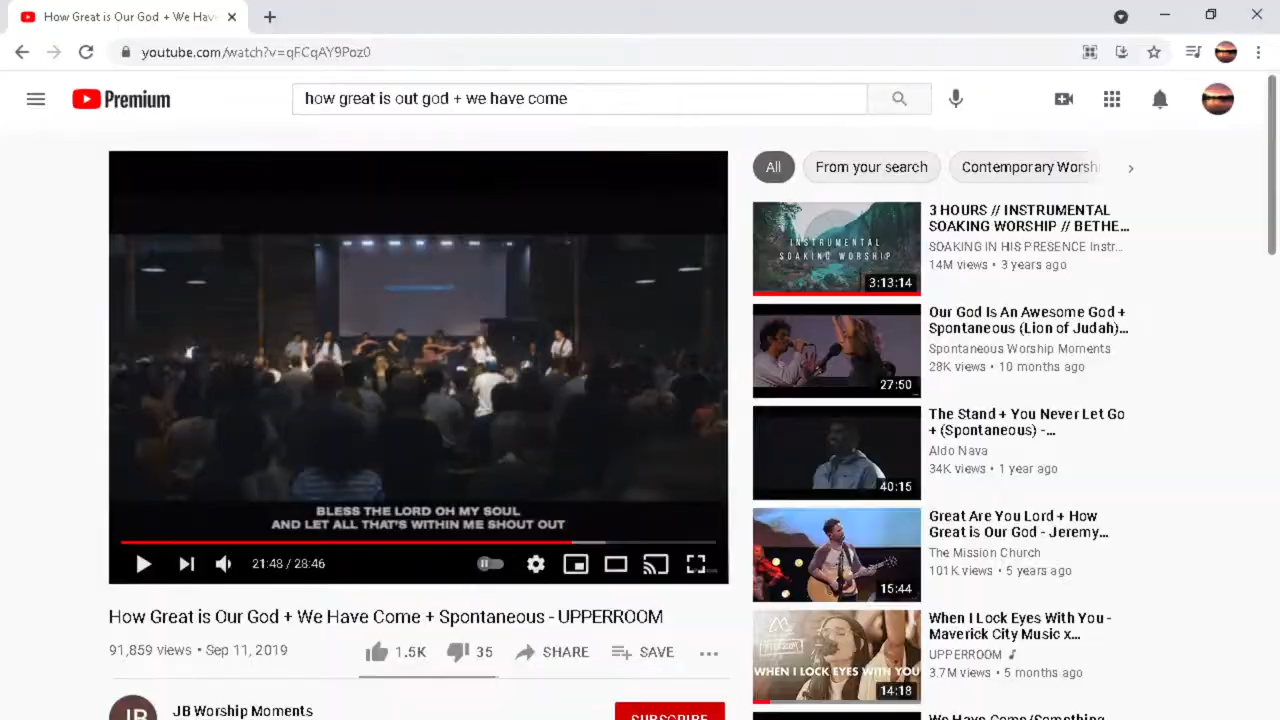 How Great is Our God + We Hav
youtube.com/watch?v=qFCqAY9Poz0
Premium
how great is out god + we have come
All
From your search
Contemporary Worsh
INSTRUMENTAL
SOAKING WORSHIP
3:13:14
3 HOURS // INSTRUMENTAL
SOAKING WORSHIP // BETHE...
SOAKING IN HIS PRESENCE Instr...
14M views • 3 years ago
27:50
Our God Is An Awesome God +
Spontaneous (Lion of Judah)...
Spontaneous Worship Moments
28K views • 10 months ago
40:15
The Stand + You Never Let Go
+ (Spontaneous) -...
Aldo Nava
34K views • 1 year ago
15:44
Great Are You Lord + How
Great is Our God - Jeremy...
The Mission Church
101K views • 5 years ago
WHEN I LOCK EYES WITH YOU
14:18
When I Lock Eyes With You -
Maverick City Music x...
UPPERROOM
3.7M views • 5 months ago
We Have Come/Something
BLESS THE LORD OH MY SOUL
AND LET ALL THAT'S WITHIN ME SHOUT OUT
21:48 / 28:46
How Great is Our God + We Have Come + Spontaneous - UPPERROOM
91,859 views • Sep 11, 2019
1.5K
35
SHARE
SAVE
JB
JB Worship Moments
SUBSCRIBE